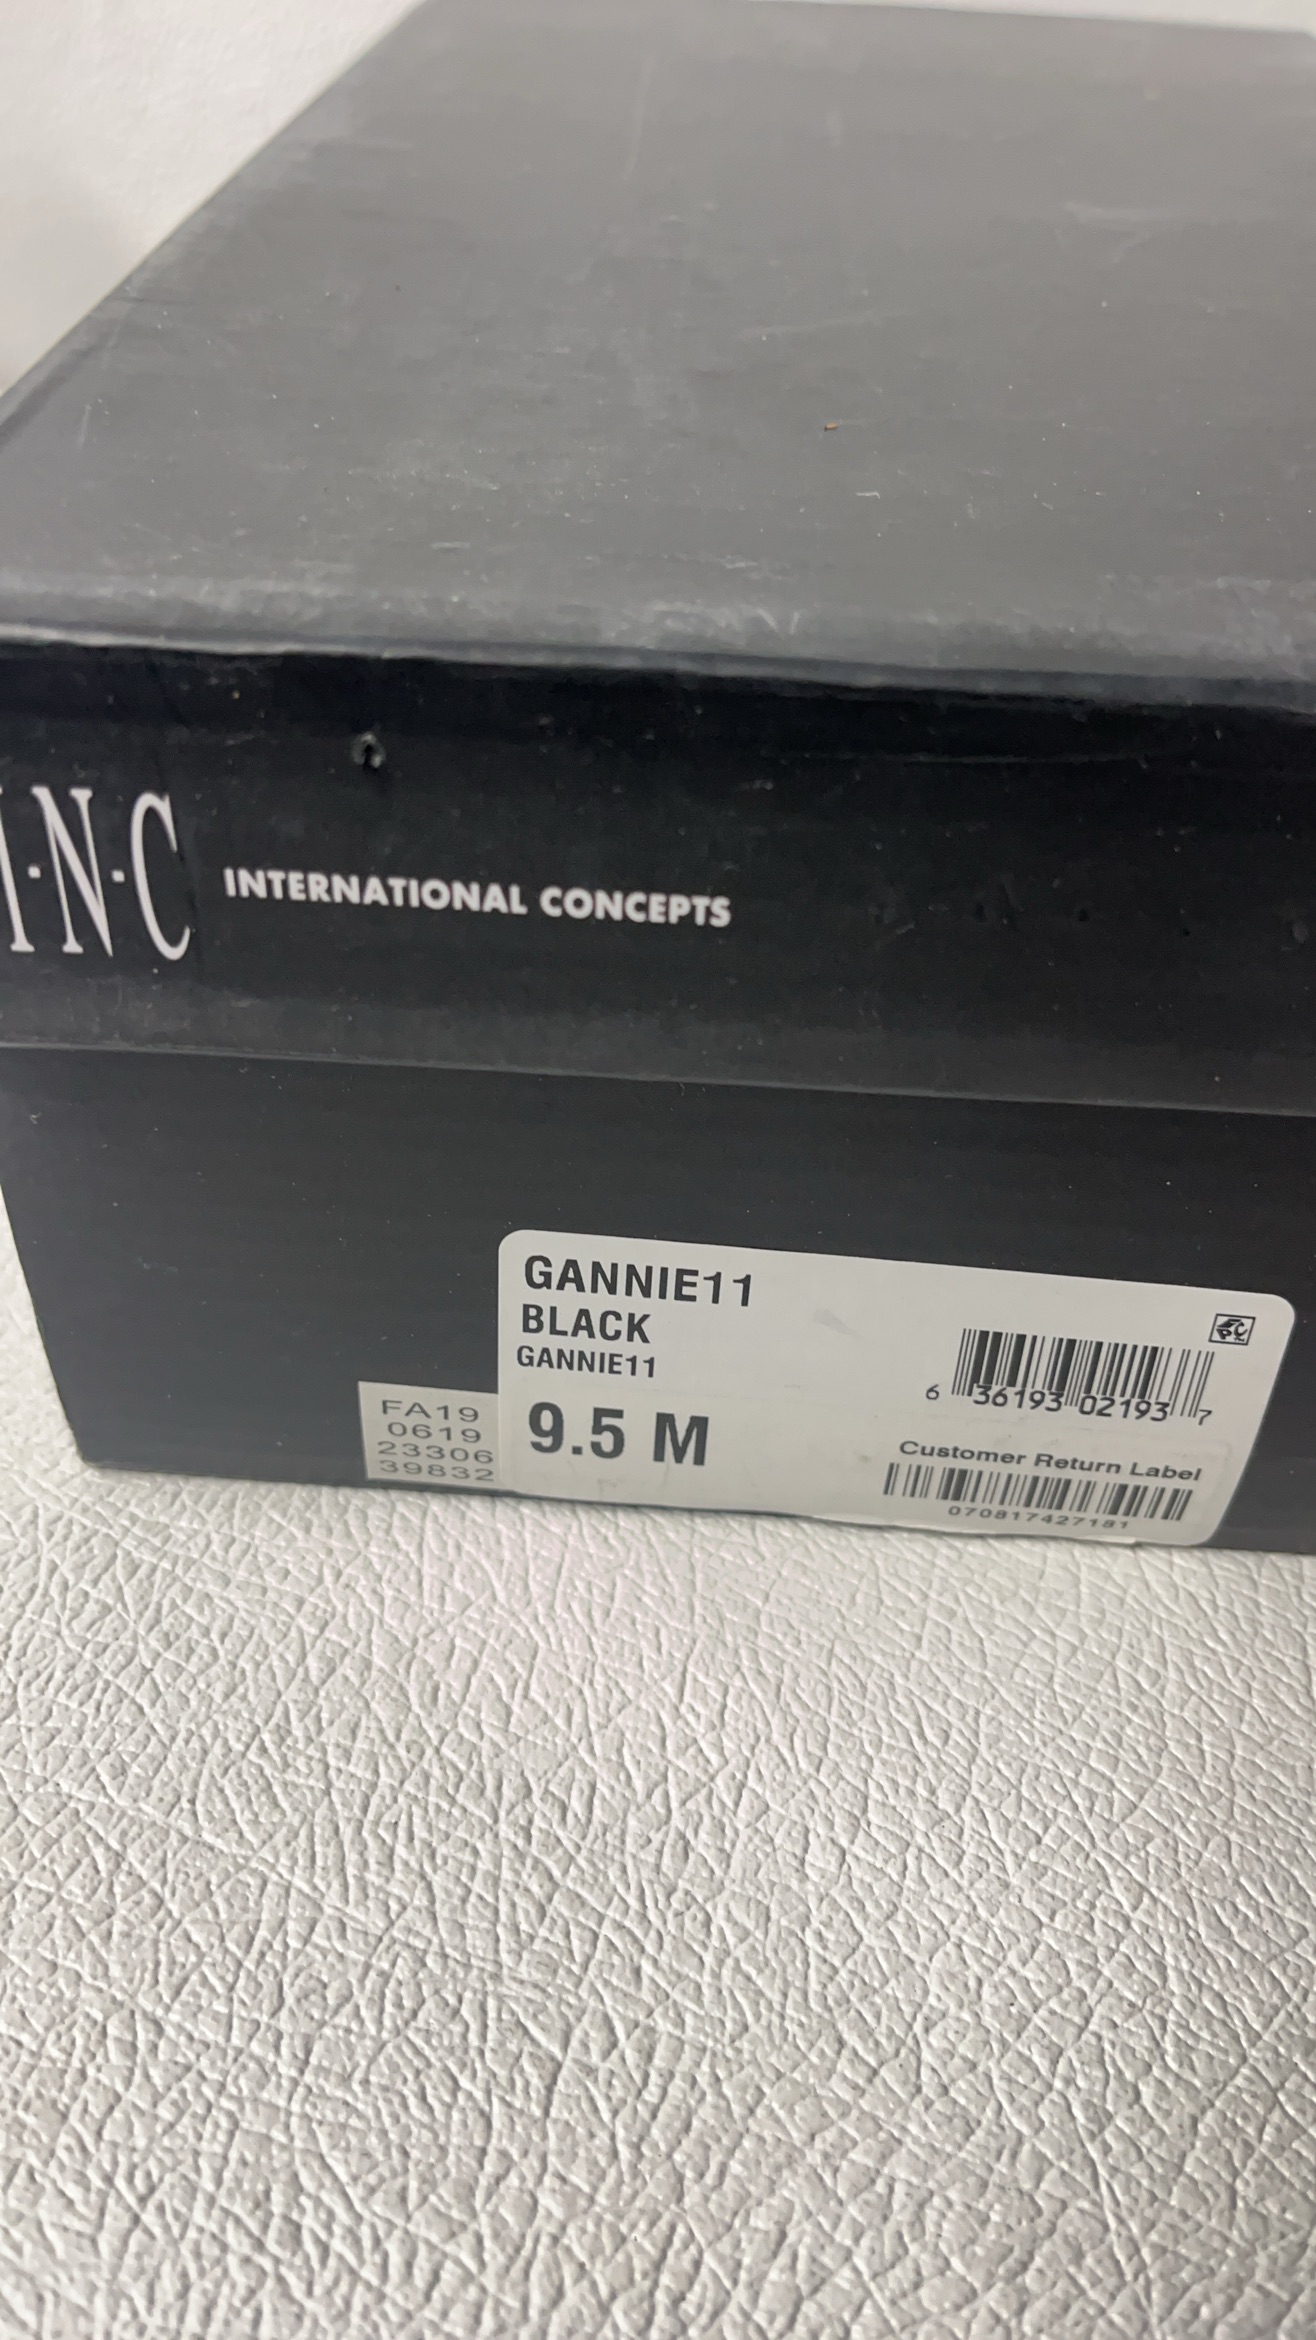 I·N·C INTERNATIONAL CONCEPTS
GANNIE11
BLACK
GANNIE11
9.5 M
FA19
0619
23306
39832
6 36193 02193 7
Customer Return Label
070817427181